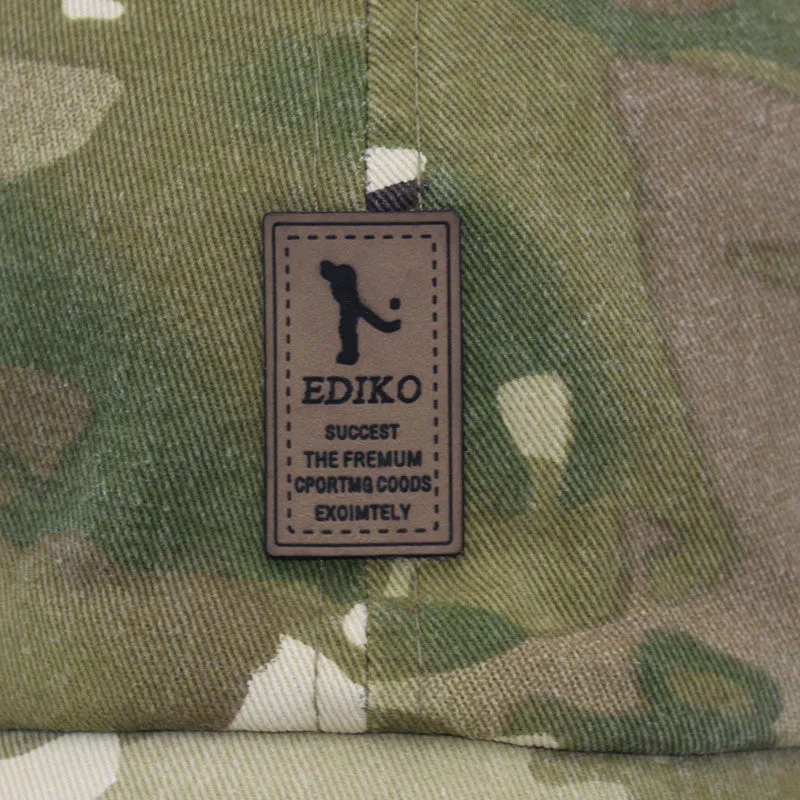 EDIKO
SUCCEST
THE FREMUM
CPORTMG COODS
EXOIMTELY